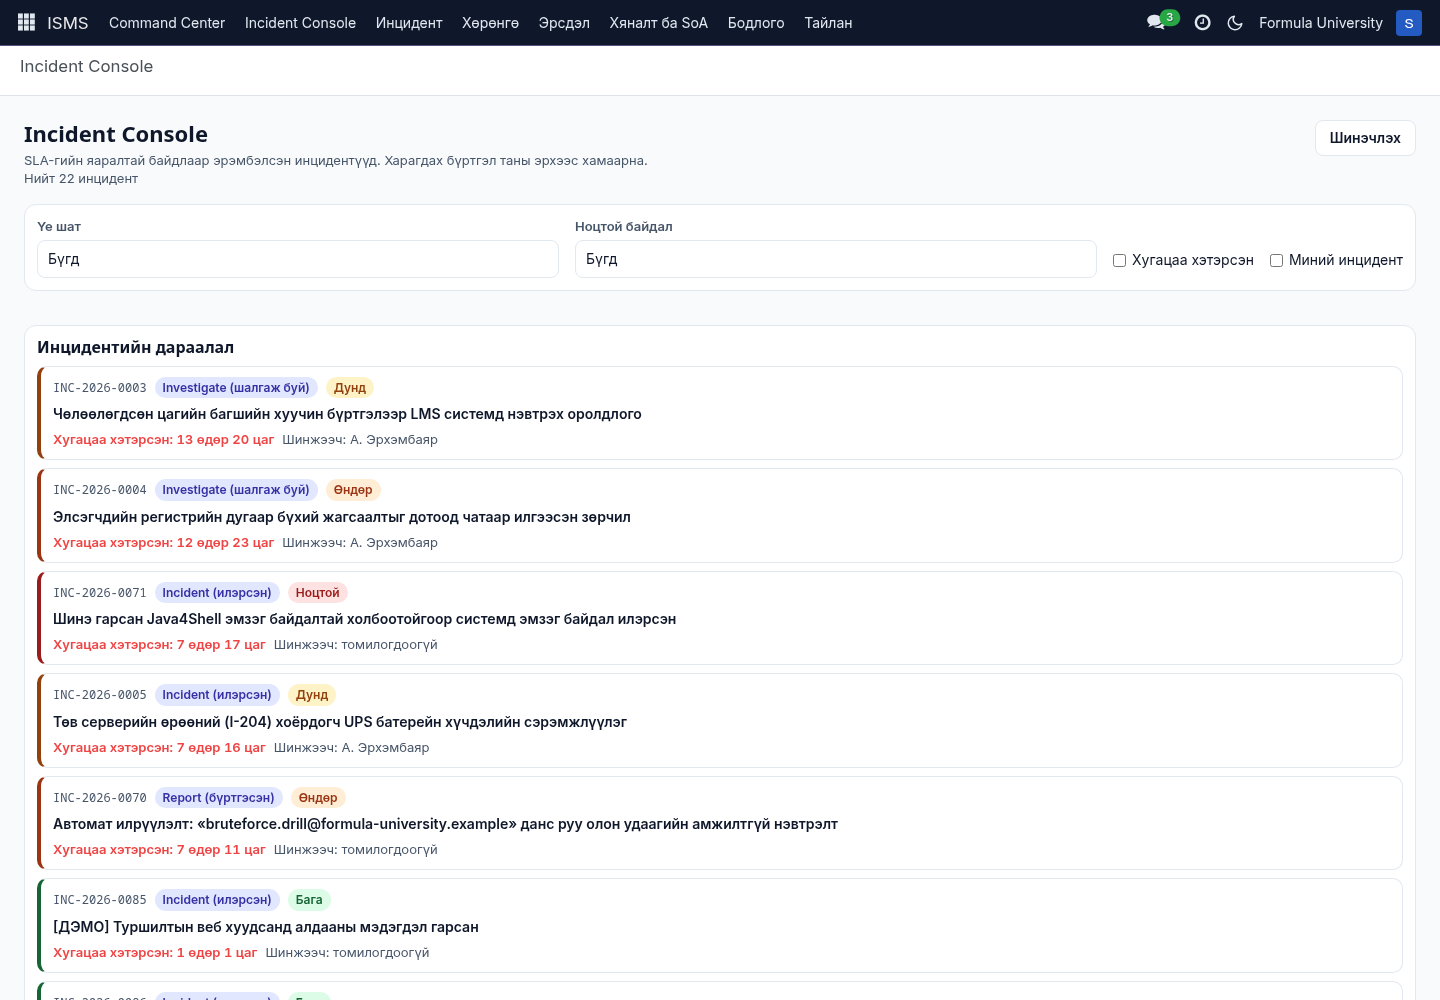 ISMS Command Center Incident Console Инцидент Хөрөнгө Эрсдэл Хяналт ба SoA Бодлого Тайлан 3 Formula University S
Incident Console
Incident Console
Шинэчлэх
SLA-гийн яаралтай байдлаар эрэмбэлсэн инцидентүүд. Харагдах бүртгэл таны эрхээс хамаарна.
Нийт 22 инцидент
Үе шат Ноцтой байдал
Бүгд Бүгд Хугацаа хэтэрсэн Миний инцидент
Инцидентийн дараалал
INC-2026-0003 Investigate (шалгаж буй) Дунд
Чөлөөлөгдсөн цагийн багшийн хуучин бүртгэлээр LMS системд нэвтрэх оролдлого
Хугацаа хэтэрсэн: 13 өдөр 20 цаг Шинжээч: А. Эрхэмбаяр
INC-2026-0004 Investigate (шалгаж буй) Өндөр
Элсэгчдийн регистрийн дугаар бүхий жагсаалтыг дотоод чатаар илгээсэн зөрчил
Хугацаа хэтэрсэн: 12 өдөр 23 цаг Шинжээч: А. Эрхэмбаяр
INC-2026-0071 Incident (илэрсэн) Ноцтой
Шинэ гарсан Java4Shell эмзэг байдалтай холбоотойгоор системд эмзэг байдал илэрсэн
Хугацаа хэтэрсэн: 7 өдөр 17 цаг Шинжээч: томилогдоогүй
INC-2026-0005 Incident (илэрсэн) Дунд
Төв серверийн өрөөний (I-204) хоёрдогч UPS батерейн хүчдэлийн сэрэмжлүүлэг
Хугацаа хэтэрсэн: 7 өдөр 16 цаг Шинжээч: А. Эрхэмбаяр
INC-2026-0070 Report (бүртгэсэн) Өндөр
Автомат илрүүлэлт: «bruteforce.drill@formula-university.example» данс руу олон удаагийн амжилтгүй нэвтрэлт
Хугацаа хэтэрсэн: 7 өдөр 11 цаг Шинжээч: томилогдоогүй
INC-2026-0085 Incident (илэрсэн) Бага
[ДЭМО] Туршилтын веб хуудсанд алдааны мэдэгдэл гарсан
Хугацаа хэтэрсэн: 1 өдөр 1 цаг Шинжээч: томилогдоогүй